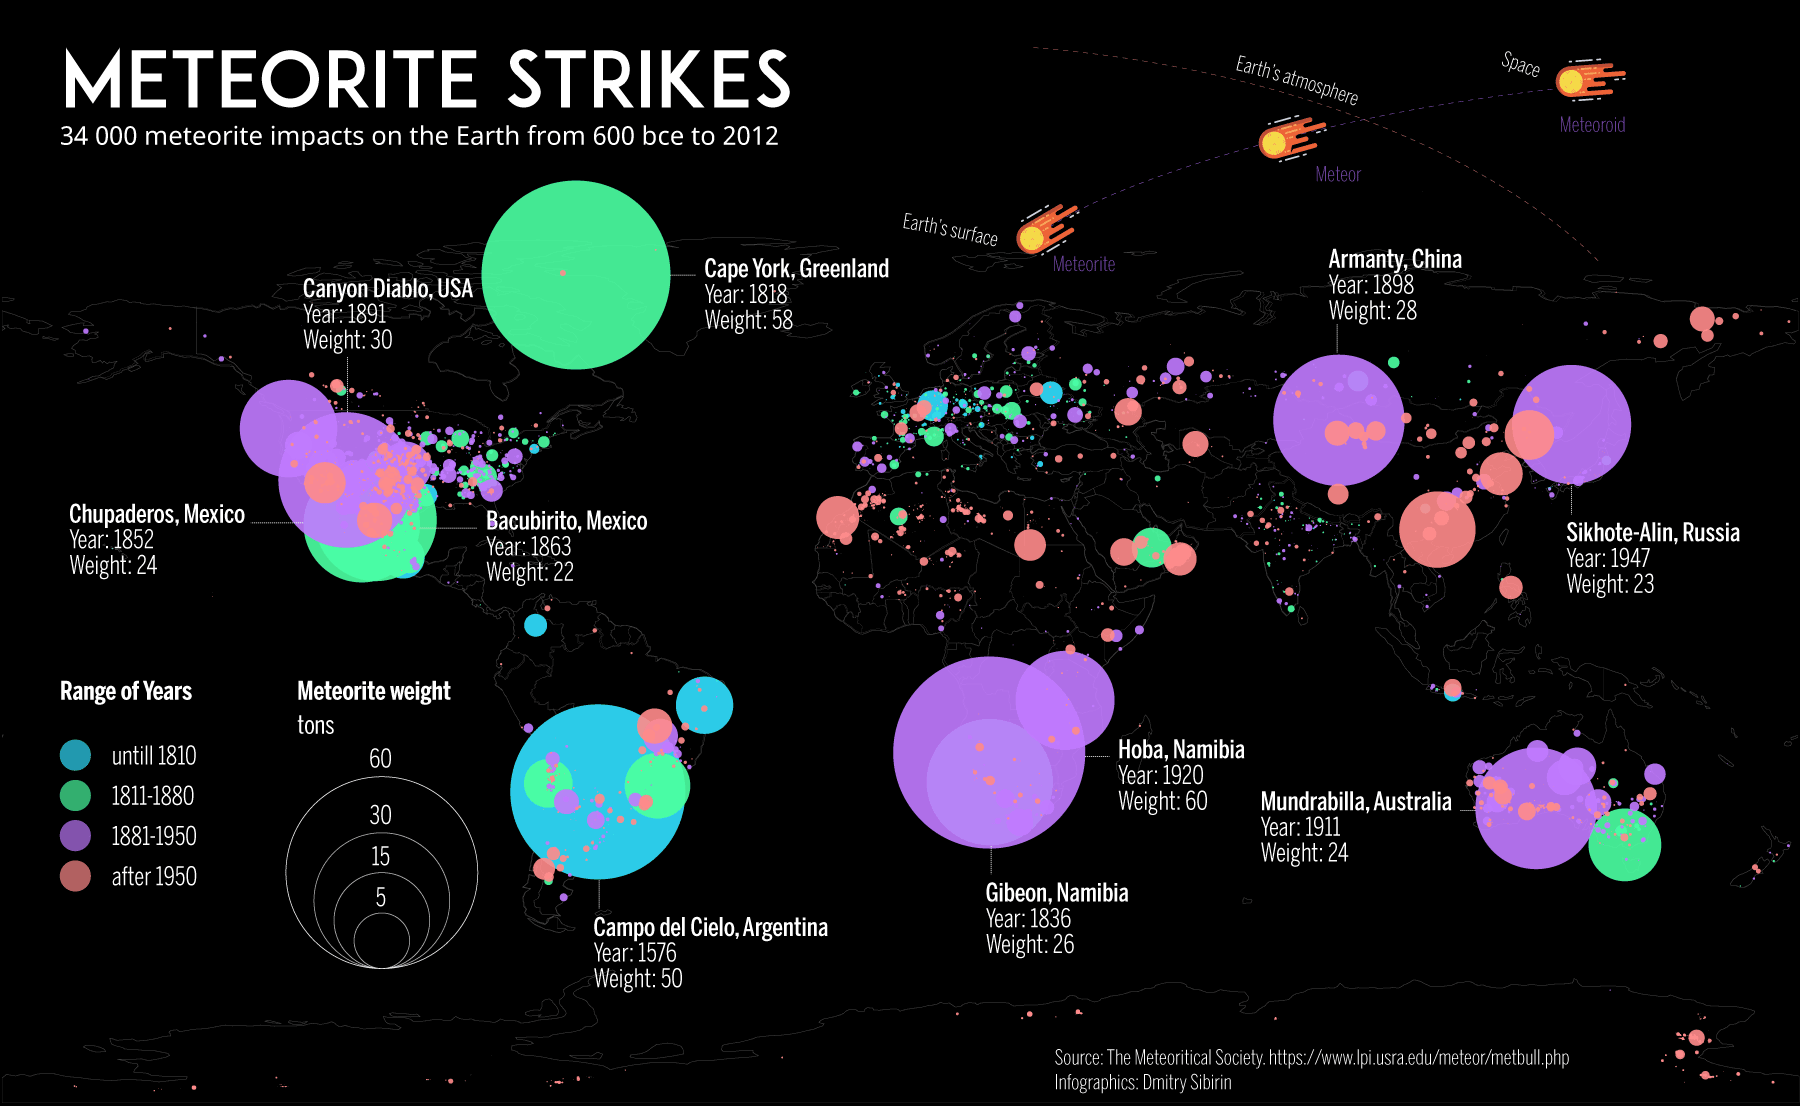 METEORITE STRIKES
34 000 meteorite impacts on the Earth from 600 bce to 2012
Space
Earth's atmosphere
Meteoroid
Meteor
Earth's surface
Meteorite
Cape York, Greenland
Year: 1818
Weight: 58
Canyon Diablo, USA
Year: 1891
Weight: 30
Armanty, China
Year: 1898
Weight: 28
Chupaderos, Mexico
Year: 1852
Weight: 24
Bacubirito, Mexico
Year: 1863
Weight: 22
Sikhote-Alin, Russia
Year: 1947
Weight: 23
Range of Years
untill 1810
1811-1880
1881-1950
after 1950
Meteorite weight
tons
60
30
15
5
Hoba, Namibia
Year: 1920
Weight: 60
Mundrabilla, Australia
Year: 1911
Weight: 24
Gibeon, Namibia
Year: 1836
Weight: 26
Campo del Cielo, Argentina
Year: 1576
Weight: 50
Source: The Meteoritical Society. https://www.lpi.usra.edu/meteor/metbull.php
Infographics: Dmitry Sibirin